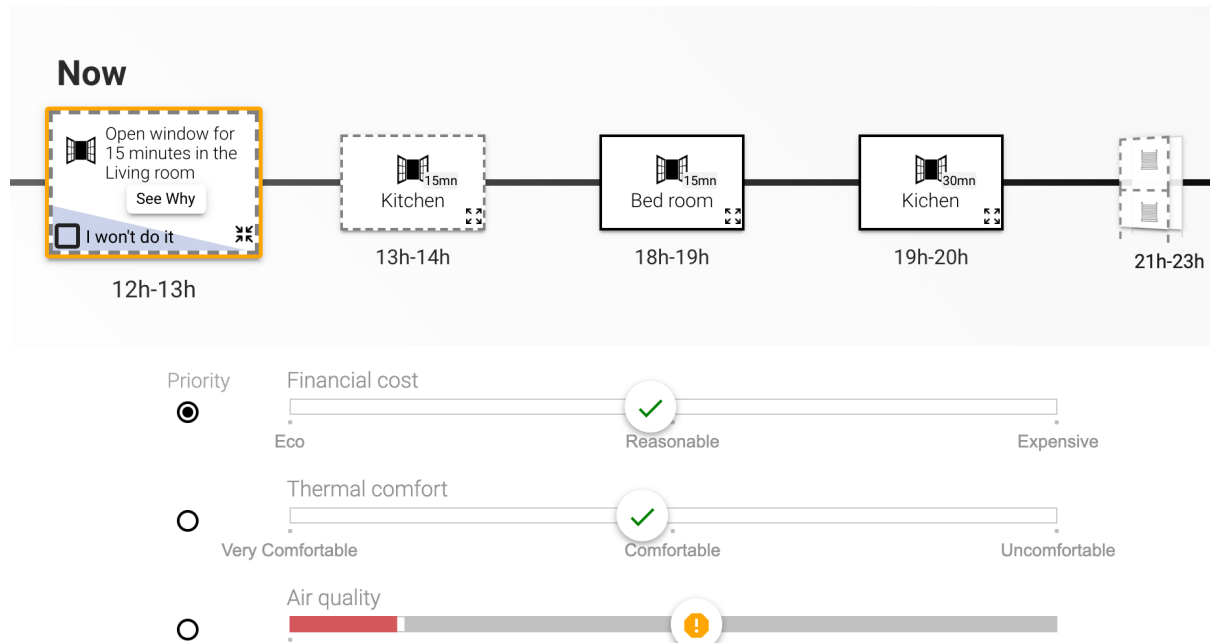 Now
Open window for
15 minutes in the
Living room
See Why
I won't do it
12h-13h
15mn
Kitchen
13h-14h
15mn
Bed room
18h-19h
30mn
Kichen
19h-20h
21h-23h
Priority
Financial cost
Eco
Reasonable
Expensive
Thermal comfort
Very Comfortable
Comfortable
Uncomfortable
Air quality